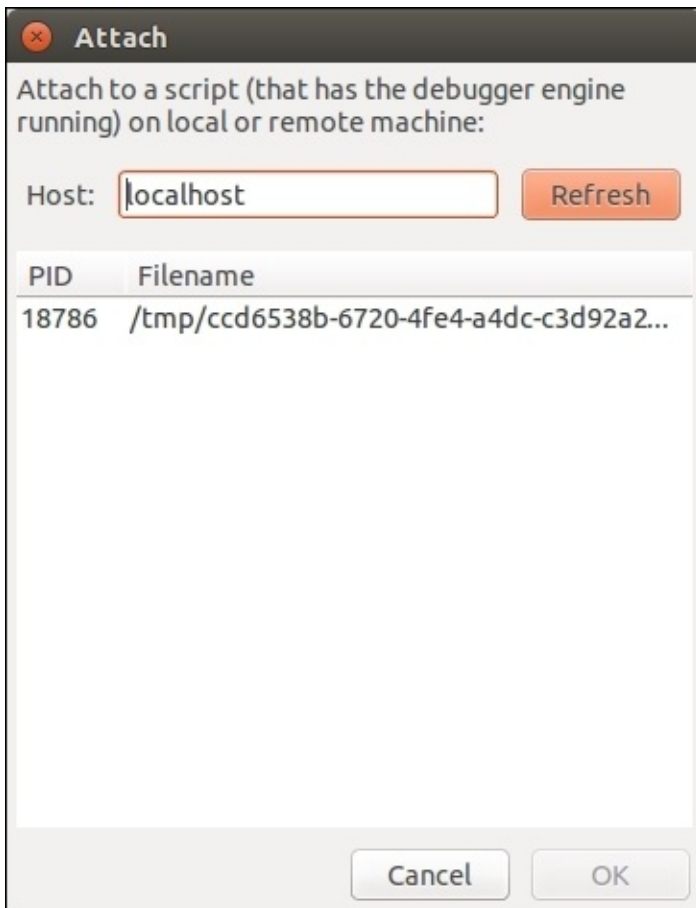 Attach
Attach to a script (that has the debugger engine
running) on local or remote machine:
Host: localhost Refresh
PID Filename
18786 /tmp/ccd6538b-6720-4fe4-a4dc-c3d92a2...
Cancel OK